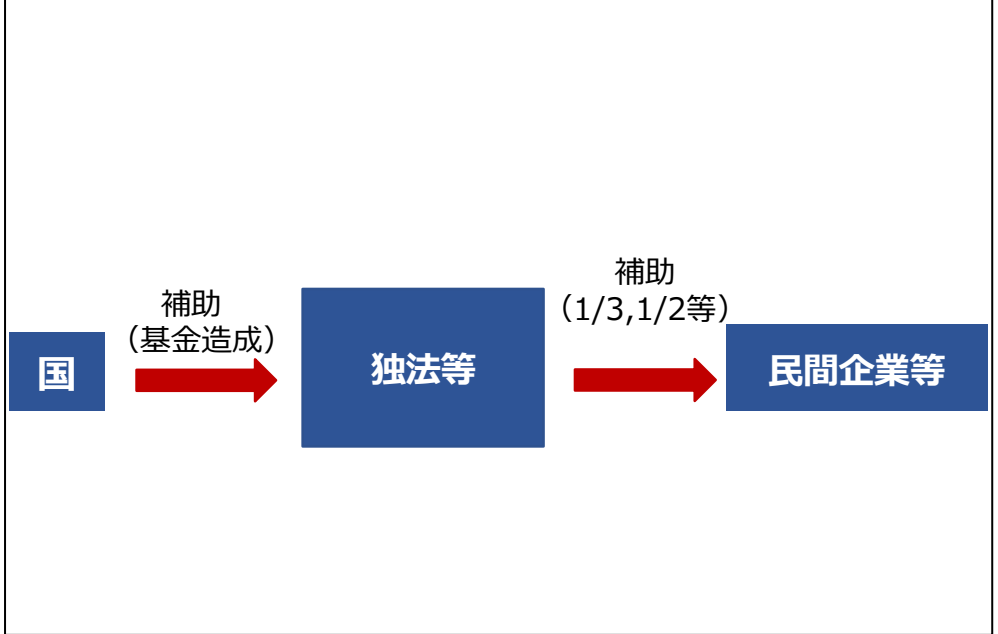 国
補助
（基金造成）
独法等
補助
（1/3,1/2等）
民間企業等